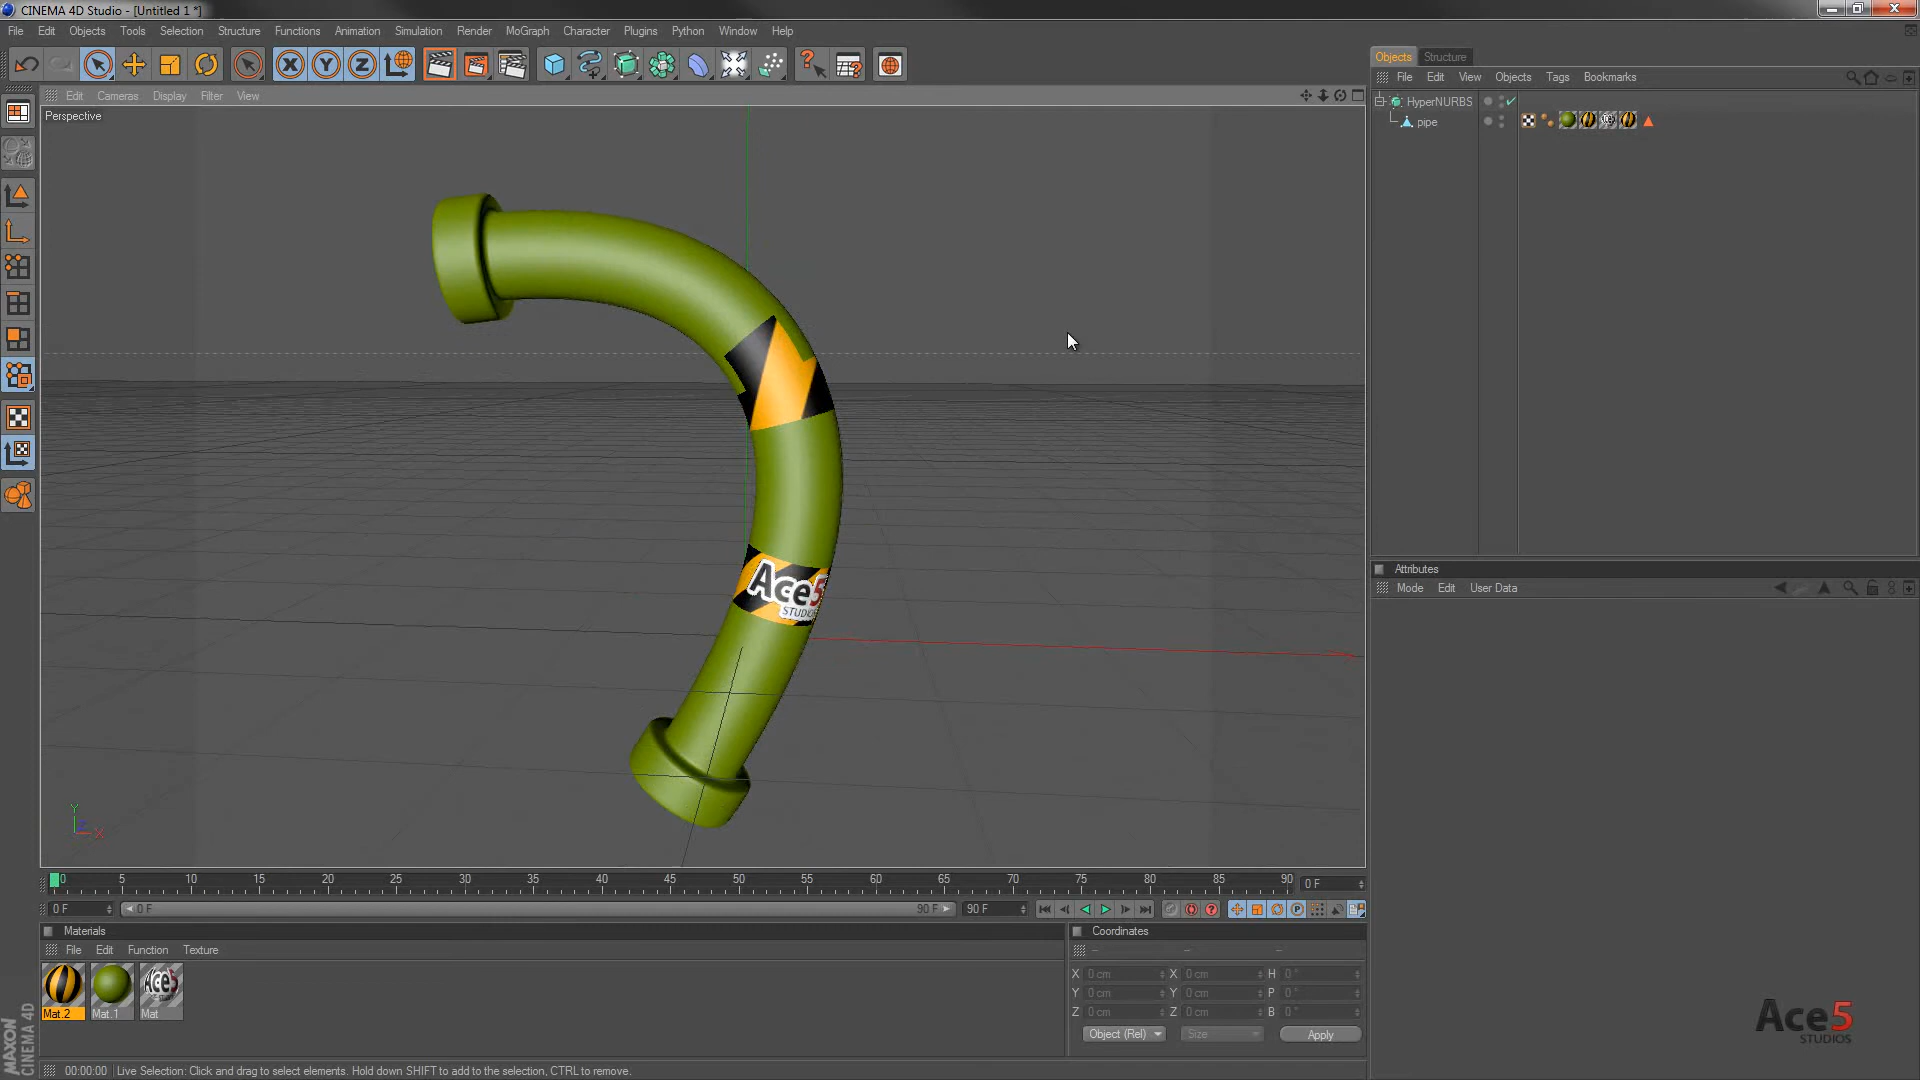 CINEMA 4D Studio - [Untitled 1 *]
File Edit Objects Tools Selection Structure Functions Animation Simulation Render MoGraph Character Plugins Python Window Help
X Y Z
Edit Cameras Display Filter View
Perspective
Ace5
Y
X
Objects Structure
File Edit View Objects Tags Bookmarks
HyperNURBS
pipe
Attributes
Mode Edit User Data
0 5 10 15 20 25 30 35 40 45 50 55 60 65 70 75 80 85 90 0 F
0 F 0 F 90 F 90 F
Materials
File Edit Function Texture
Mat.2 Mat.1 Mat
Ace5
Coordinates
X 0 cm X 0 cm H 0 °
Y 0 cm Y 0 cm P 0 °
Z 0 cm Z 0 cm B 0 °
Object (Rel) Size Apply
MAXON
CINEMA 4D
00:00:00 Live Selection: Click and drag to select elements. Hold down SHIFT to add to the selection, CTRL to remove.
Ace5
STUDIOS